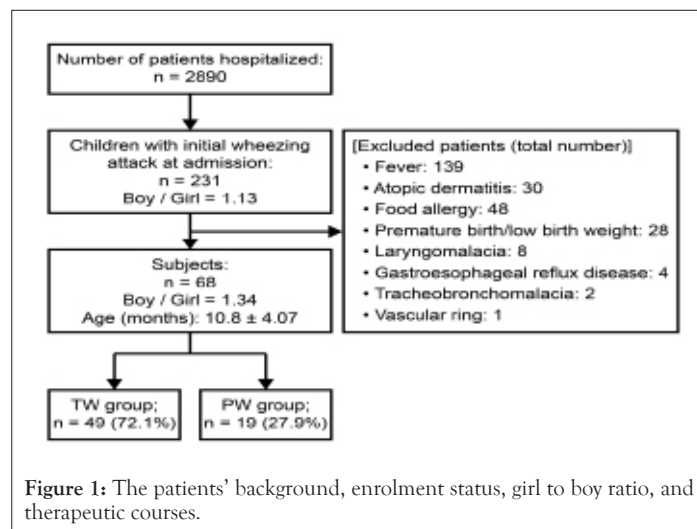 Number of patients hospitalized:
n = 2890
Children with initial wheezing
attack at admission:
n = 231
Boy / Girl = 1.13
[Excluded patients (total number)]
• Fever: 139
• Atopic dermatitis: 30
• Food allergy: 48
• Premature birth/low birth weight: 28
• Laryngomalacia: 8
• Gastroesophageal reflux disease: 4
• Tracheobronchomalacia: 2
• Vascular ring: 1
Subjects:
n = 68
Boy / Girl = 1.34
Age (months): 10.8 ± 4.07
TW group;
n = 49 (72.1%)
PW group;
n = 19 (27.9%)
Figure 1: The patients’ background, enrolment status, girl to boy ratio, and
therapeutic courses.